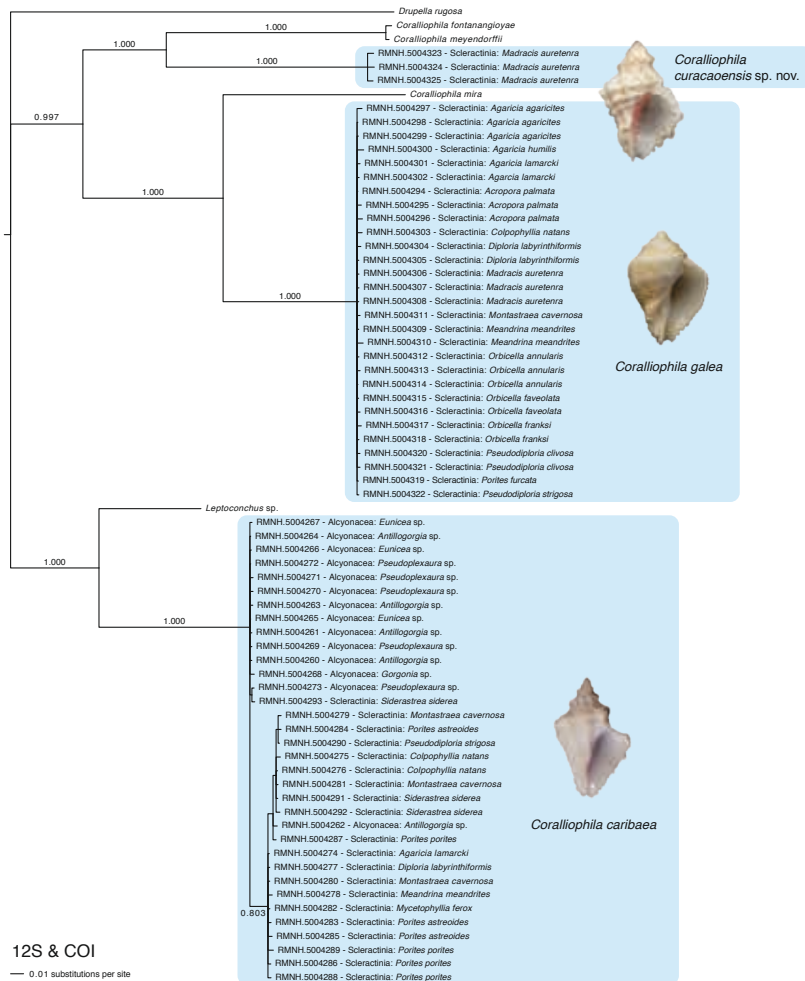 Drupella rugosa
1.000
Coralliophila fontanangioyae
Coralliophila meyendorffii
1.000
1.000
RMNH.5004323 - Scleractinia: Madracis auretenra
RMNH.5004324 - Scleractinia: Madracis auretenra
RMNH.5004325 - Scleractinia: Madracis auretenra
Coralliophila
curacaoensis sp. nov.
Coralliophila mira
0.997
RMNH.5004297 - Scleractinia: Agaricia agaricites
RMNH.5004298 - Scleractinia: Agaricia agaricites
RMNH.5004299 - Scleractinia: Agaricia agaricites
RMNH.5004300 - Scleractinia: Agaricia humilis
RMNH.5004301 - Scleractinia: Agaricia lamarcki
RMNH.5004302 - Scleractinia: Agarcia lamarcki
1.000
RMNH.5004294 - Scleractinia: Acropora palmata
RMNH.5004295 - Scleractinia: Acropora palmata
RMNH.5004296 - Scleractinia: Acropora palmata
RMNH.5004303 - Scleractinia: Colpophyllia natans
RMNH.5004304 - Scleractinia: Diploria labyrinthiformis
RMNH.5004305 - Scleractinia: Diploria labyrinthiformis
RMNH.5004306 - Scleractinia: Madracis auretenra
RMNH.5004307 - Scleractinia: Madracis auretenra
1.000
RMNH.5004308 - Scleractinia: Madracis auretenra
RMNH.5004311 - Scleractinia: Montastraea cavernosa
RMNH.5004309 - Scleractinia: Meandrina meandrites
RMNH.5004310 - Scleractinia: Meandrina meandrites
RMNH.5004312 - Scleractinia: Orbicella annularis
RMNH.5004313 - Scleractinia: Orbicella annularis
Coralliophila galea
RMNH.5004314 - Scleractinia: Orbicella annularis
RMNH.5004315 - Scleractinia: Orbicella faveolata
RMNH.5004316 - Scleractinia: Orbicella faveolata
RMNH.5004317 - Scleractinia: Orbicella franksi
RMNH.5004318 - Scleractinia: Orbicella franksi
RMNH.5004320 - Scleractinia: Pseudodiploria clivosa
RMNH.5004321 - Scleractinia: Pseudodiploria clivosa
RMNH.5004319 - Scleractinia: Porites furcata
RMNH.5004322 - Scleractinia: Pseudodiploria strigosa
Leptoconchus sp.
RMNH.5004267 - Alcyonacea: Eunicea sp.
RMNH.5004264 - Alcyonacea: Antillogorgia sp.
RMNH.5004266 - Alcyonacea: Eunicea sp.
1.000
RMNH.5004272 - Alcyonacea: Pseudoplexaura sp.
RMNH.5004271 - Alcyonacea: Pseudoplexaura sp.
RMNH.5004270 - Alcyonacea: Pseudoplexaura sp.
RMNH.5004263 - Alcyonacea: Antillogorgia sp.
RMNH.5004265 - Alcyonacea: Eunicea sp.
1.000
RMNH.5004261 - Alcyonacea: Antillogorgia sp.
RMNH.5004269 - Alcyonacea: Pseudoplexaura sp.
RMNH.5004260 - Alcyonacea: Antillogorgia sp.
RMNH.5004268 - Alcyonacea: Gorgonia sp.
RMNH.5004273 - Alcyonacea: Pseudoplexaura sp.
RMNH.5004293 - Scleractinia: Siderastrea siderea
RMNH.5004279 - Scleractinia: Montastraea cavernosa
RMNH.5004284 - Scleractinia: Porites astreoides
RMNH.5004290 - Scleractinia: Pseudodiploria strigosa
RMNH.5004275 - Scleractinia: Colpophyllia natans
RMNH.5004276 - Scleractinia: Colpophyllia natans
RMNH.5004281 - Scleractinia: Montastraea cavernosa
RMNH.5004291 - Scleractinia: Siderastrea siderea
RMNH.5004292 - Scleractinia: Siderastrea siderea
RMNH.5004262 - Alcyonacea: Antillogorgia sp.
Coralliophila caribaea
RMNH.5004287 - Scleractinia: Porites porites
RMNH.5004274 - Scleractinia: Agaricia lamarcki
RMNH.5004277 - Scleractinia: Diploria labyrinthiformis
RMNH.5004280 - Scleractinia: Montastraea cavernosa
RMNH.5004278 - Scleractinia: Meandrina meandrites
RMNH.5004282 - Scleractinia: Mycetophyllia ferox
0.803
RMNH.5004283 - Scleractinia: Porites astreoides
RMNH.5004285 - Scleractinia: Porites astreoides
RMNH.5004289 - Scleractinia: Porites porites
RMNH.5004286 - Scleractinia: Porites porites
RMNH.5004288 - Scleractinia: Porites porites
12S & COI
0.01 substitutions per site